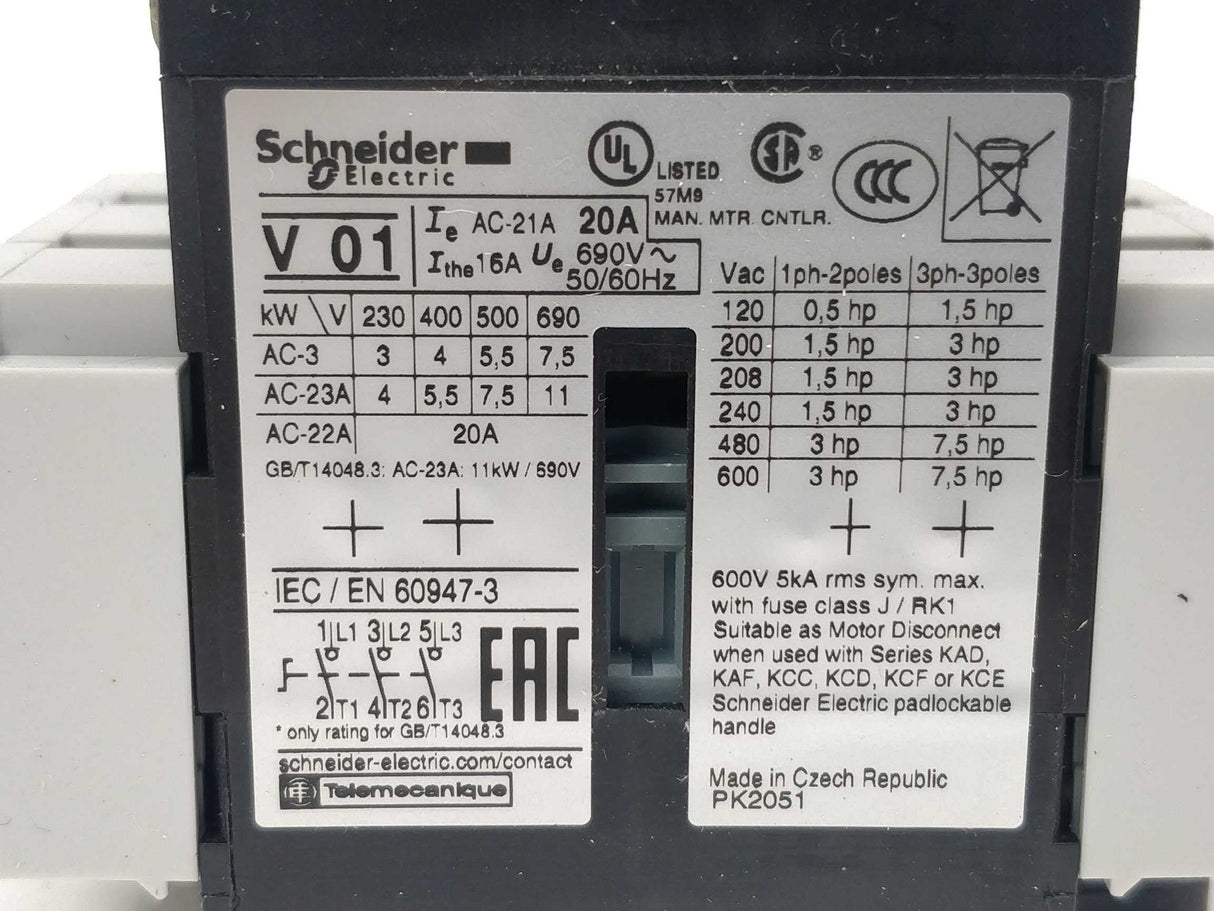 Schneider
Electric
UL LISTED
57M9
MAN. MTR. CNTLR.
SA ®
CCC
V 01
Ie AC-21A 20A
Ithe 16A Ue 690V~
50/60Hz
kW \ V 230 400 500 690
AC-3 3 4 5,5 7,5
AC-23A 4 5,5 7,5 11
AC-22A 20A
GB/T14048.3: AC-23A: 11kW / 690V
IEC / EN 60947-3
1 L1 3 L2 5 L3
2 T1 4 T2 6 T3
EAC
* only rating for GB/T14048.3
schneider-electric.com/contact
Telemecanique
Vac 1ph-2poles 3ph-3poles
120 0,5 hp 1,5 hp
200 1,5 hp 3 hp
208 1,5 hp 3 hp
240 1,5 hp 3 hp
480 3 hp 7,5 hp
600 3 hp 7,5 hp
600V 5kA rms sym. max.
with fuse class J / RK1
Suitable as Motor Disconnect
when used with Series KAD,
KAF, KCC, KCD, KCF or KCE
Schneider Electric padlockable
handle
Made in Czech Republic
PK2051